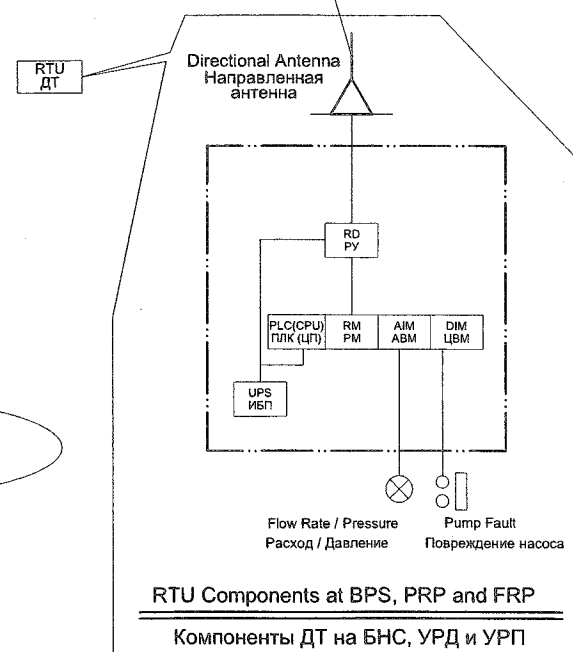 Directional Antenna
Направленная
антенна
RTU
ДТ
RD
РУ
PLC(CPU)
ПЛК (ЦП)
RM
РМ
AIM
АВМ
DIM
ЦВМ
UPS
ИБП
Flow Rate / Pressure
Расход / Давление
Pump Fault
Повреждение насоса
RTU Components at BPS, PRP and FRP
Компоненты ДТ на БНС, УРД и УРП